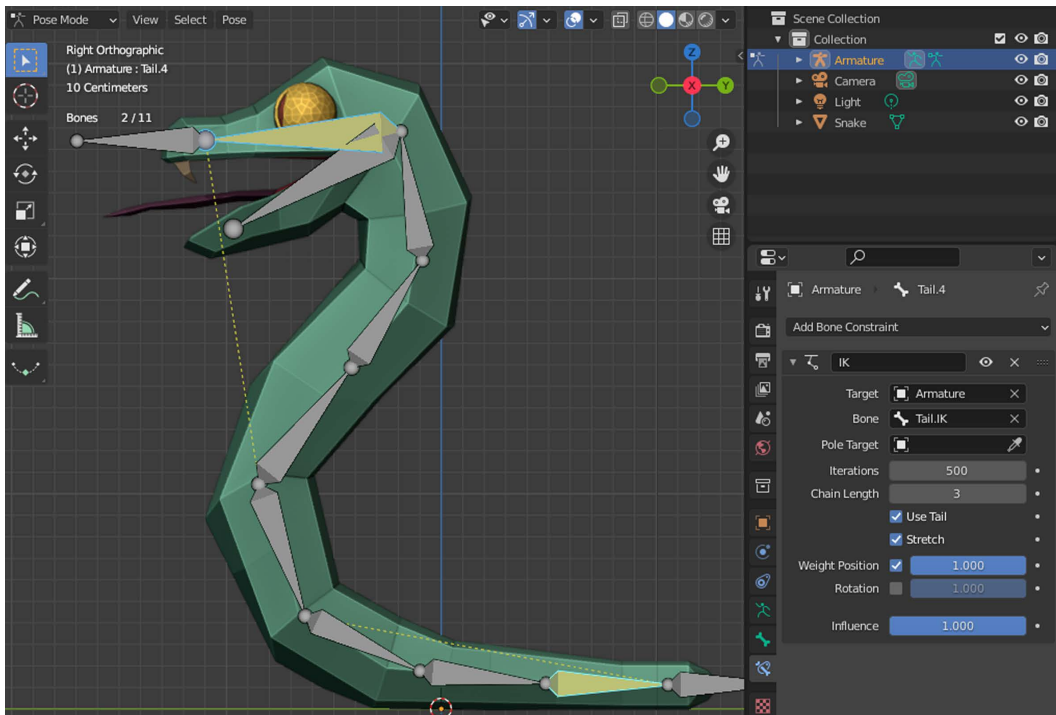 Pose Mode View Select Pose
Right Orthographic
(1) Armature : Tail.4
10 Centimeters
Bones 2 / 11
Z
X
Y
Scene Collection
Collection
Armature
Camera
Light
Snake
Armature Tail.4
Add Bone Constraint
IK
Target Armature
Bone Tail.IK
Pole Target
Iterations 500
Chain Length 3
Use Tail
Stretch
Weight Position 1.000
Rotation 1.000
Influence 1.000